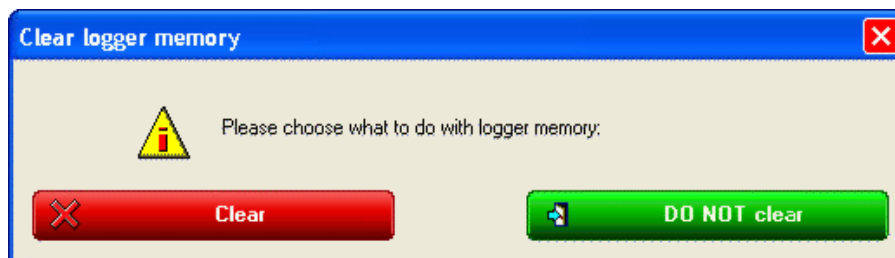 Clear logger memory
Please choose what to do with logger memory:
Clear
DO NOT clear